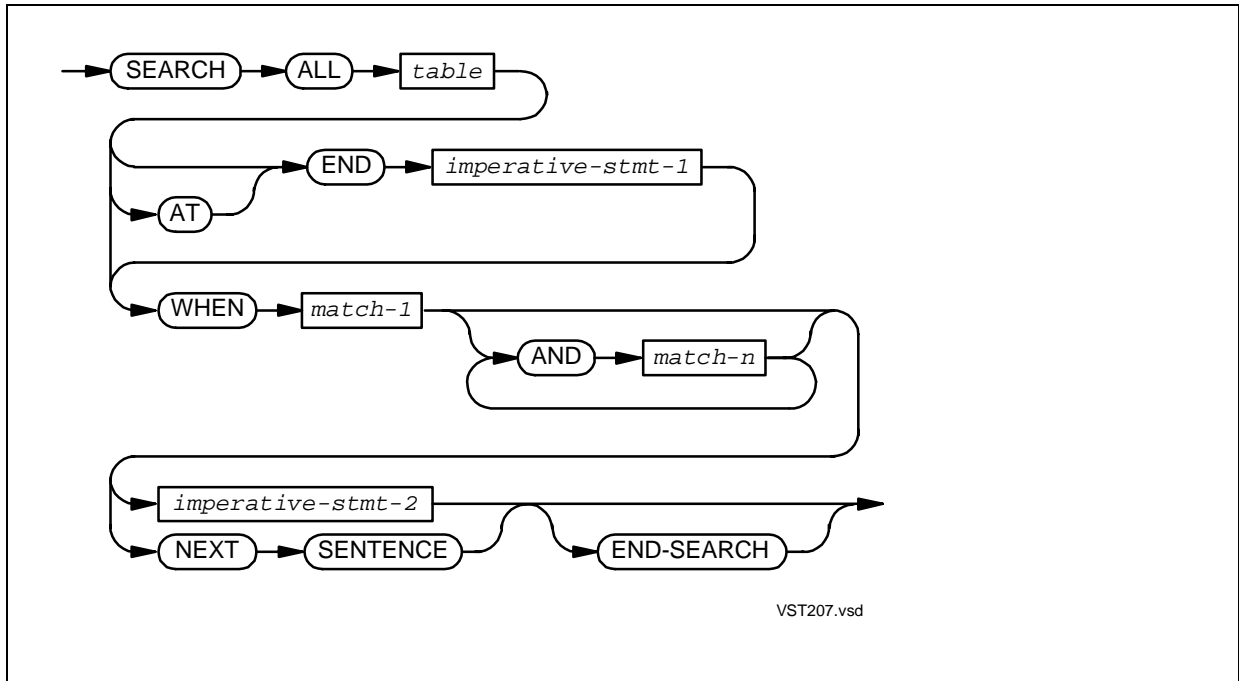 SEARCH ALL table
END imperative-stmt-1
AT
WHEN match-1
AND match-n
imperative-stmt-2
NEXT SENTENCE END-SEARCH
VST207.vsd